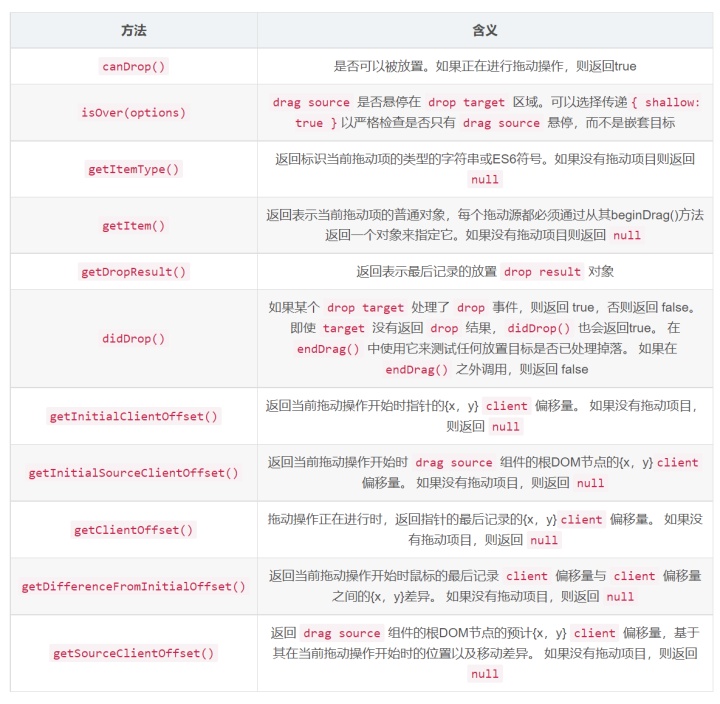 方法
含义
canDrop()
是否可以被放置。如果正在进行拖动操作，则返回true
isOver(options)
drag source 是否悬停在 drop target 区域。可以选择传递 { shallow:
true } 以严格检查是否只有 drag source 悬停，而不是嵌套目标
getItemType()
返回标识当前拖动项的类型的字符串或ES6符号。如果没有拖动项目则返回
null
getItem()
返回表示当前拖动项的普通对象，每个拖动源都必须通过从其beginDrag()方法
返回一个对象来指定它。如果没有拖动项目则返回 null
getDropResult()
返回表示最后记录的放置 drop result 对象
didDrop()
如果某个 drop target 处理了 drop 事件，则返回 true，否则返回 false。
即使 target 没有返回 drop 结果， didDrop() 也会返回true。 在
endDrag() 中使用它来测试任何放置目标是否已处理掉落。 如果在
endDrag() 之外调用，则返回 false
getInitialClientOffset()
返回当前拖动操作开始时指针的{x，y} client 偏移量。 如果没有拖动项目，
则返回 null
getInitialSourceClientOffset()
返回当前拖动操作开始时 drag source 组件的根DOM节点的{x，y} client
偏移量。 如果没有拖动项目，则返回 null
getClientOffset()
拖动操作正在进行时，返回指针的最后记录的{x，y} client 偏移量。 如果没
有拖动项目，则返回 null
getDifferenceFromInitialOffset()
返回当前拖动操作开始时鼠标的最后记录 client 偏移量与 client 偏移量
之间的{x，y}差异。 如果没有拖动项目，则返回 null
getSourceClientOffset()
返回 drag source 组件的根DOM节点的预计{x，y} client 偏移量，基于
其在当前拖动操作开始时的位置以及移动差异。 如果没有拖动项目，则返回
null